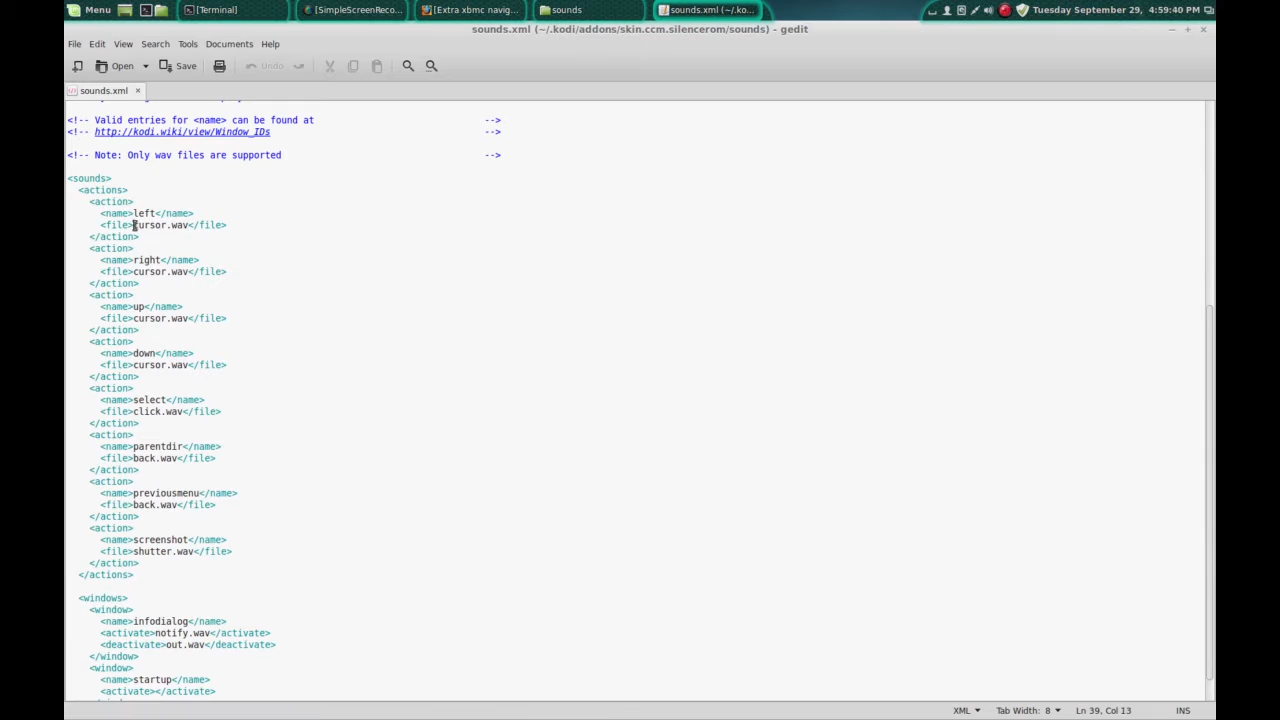 Menu
[Terminal]
[SimpleScreenReco...
[Extra xbmc navig...
sounds
sounds.xml (~/.ko...
Tuesday September 29, 4:59:40 PM
sounds.xml (~/.kodi/addons/skin.ccm.silencerom/sounds) - gedit
File Edit View Search Tools Documents Help
Open Save Undo
sounds.xml
<!-- Valid entries for <name> can be found at -->
<!-- http://kodi.wiki/view/Window_IDs -->
<!-- Note: Only wav files are supported -->
<sounds>
<actions>
<action>
<name>left</name>
<file>cursor.wav</file>
</action>
<action>
<name>right</name>
<file>cursor.wav</file>
</action>
<action>
<name>up</name>
<file>cursor.wav</file>
</action>
<action>
<name>down</name>
<file>cursor.wav</file>
</action>
<action>
<name>select</name>
<file>click.wav</file>
</action>
<action>
<name>parentdir</name>
<file>back.wav</file>
</action>
<action>
<name>previousmenu</name>
<file>back.wav</file>
</action>
<action>
<name>screenshot</name>
<file>shutter.wav</file>
</action>
</actions>
<windows>
<window>
<name>infodialog</name>
<activate>notify.wav</activate>
<deactivate>out.wav</deactivate>
</window>
<window>
<name>startup</name>
<activate></activate>
XML Tab Width: 8 Ln 39, Col 13 INS